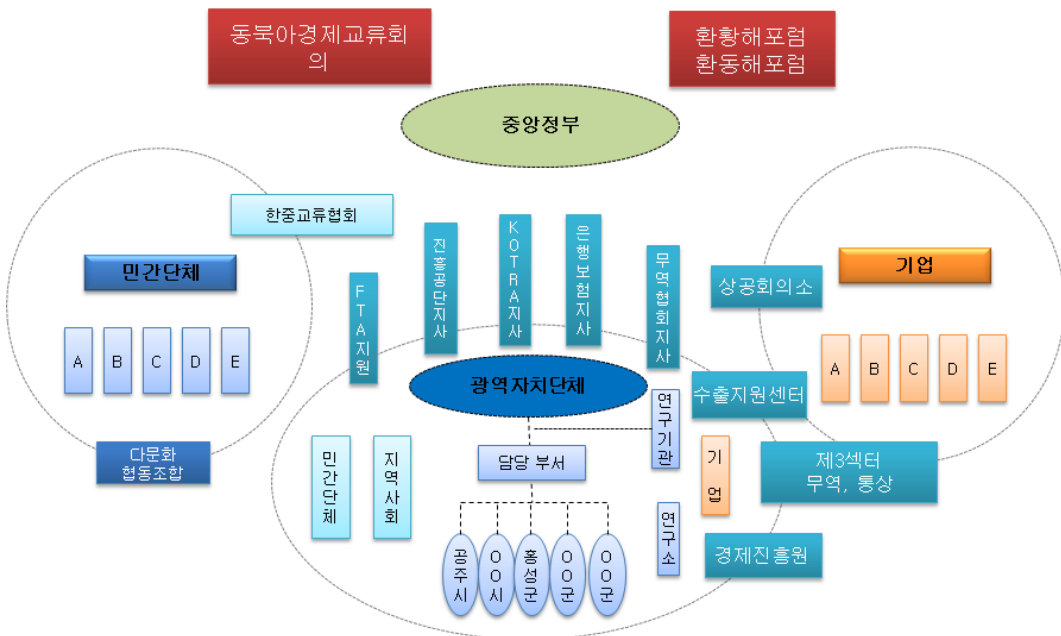 동북아경제교류회
의
환황해포럼
환동해포럼
중앙정부
한중교류협회
민간단체
A B C D E
다문화
협동조합
FTA지원
진흥공단지사
KOTRA지사
은행보험지사
무역협회지사
상공회의소
기업
A B C D E
광역자치단체
수출지원센터
연구기관
담당 부서
민간단체
지역사회
기업
제3섹터
무역, 통상
연구소
경제진흥원
공주시
OO시
홍성군
OO군
OO군